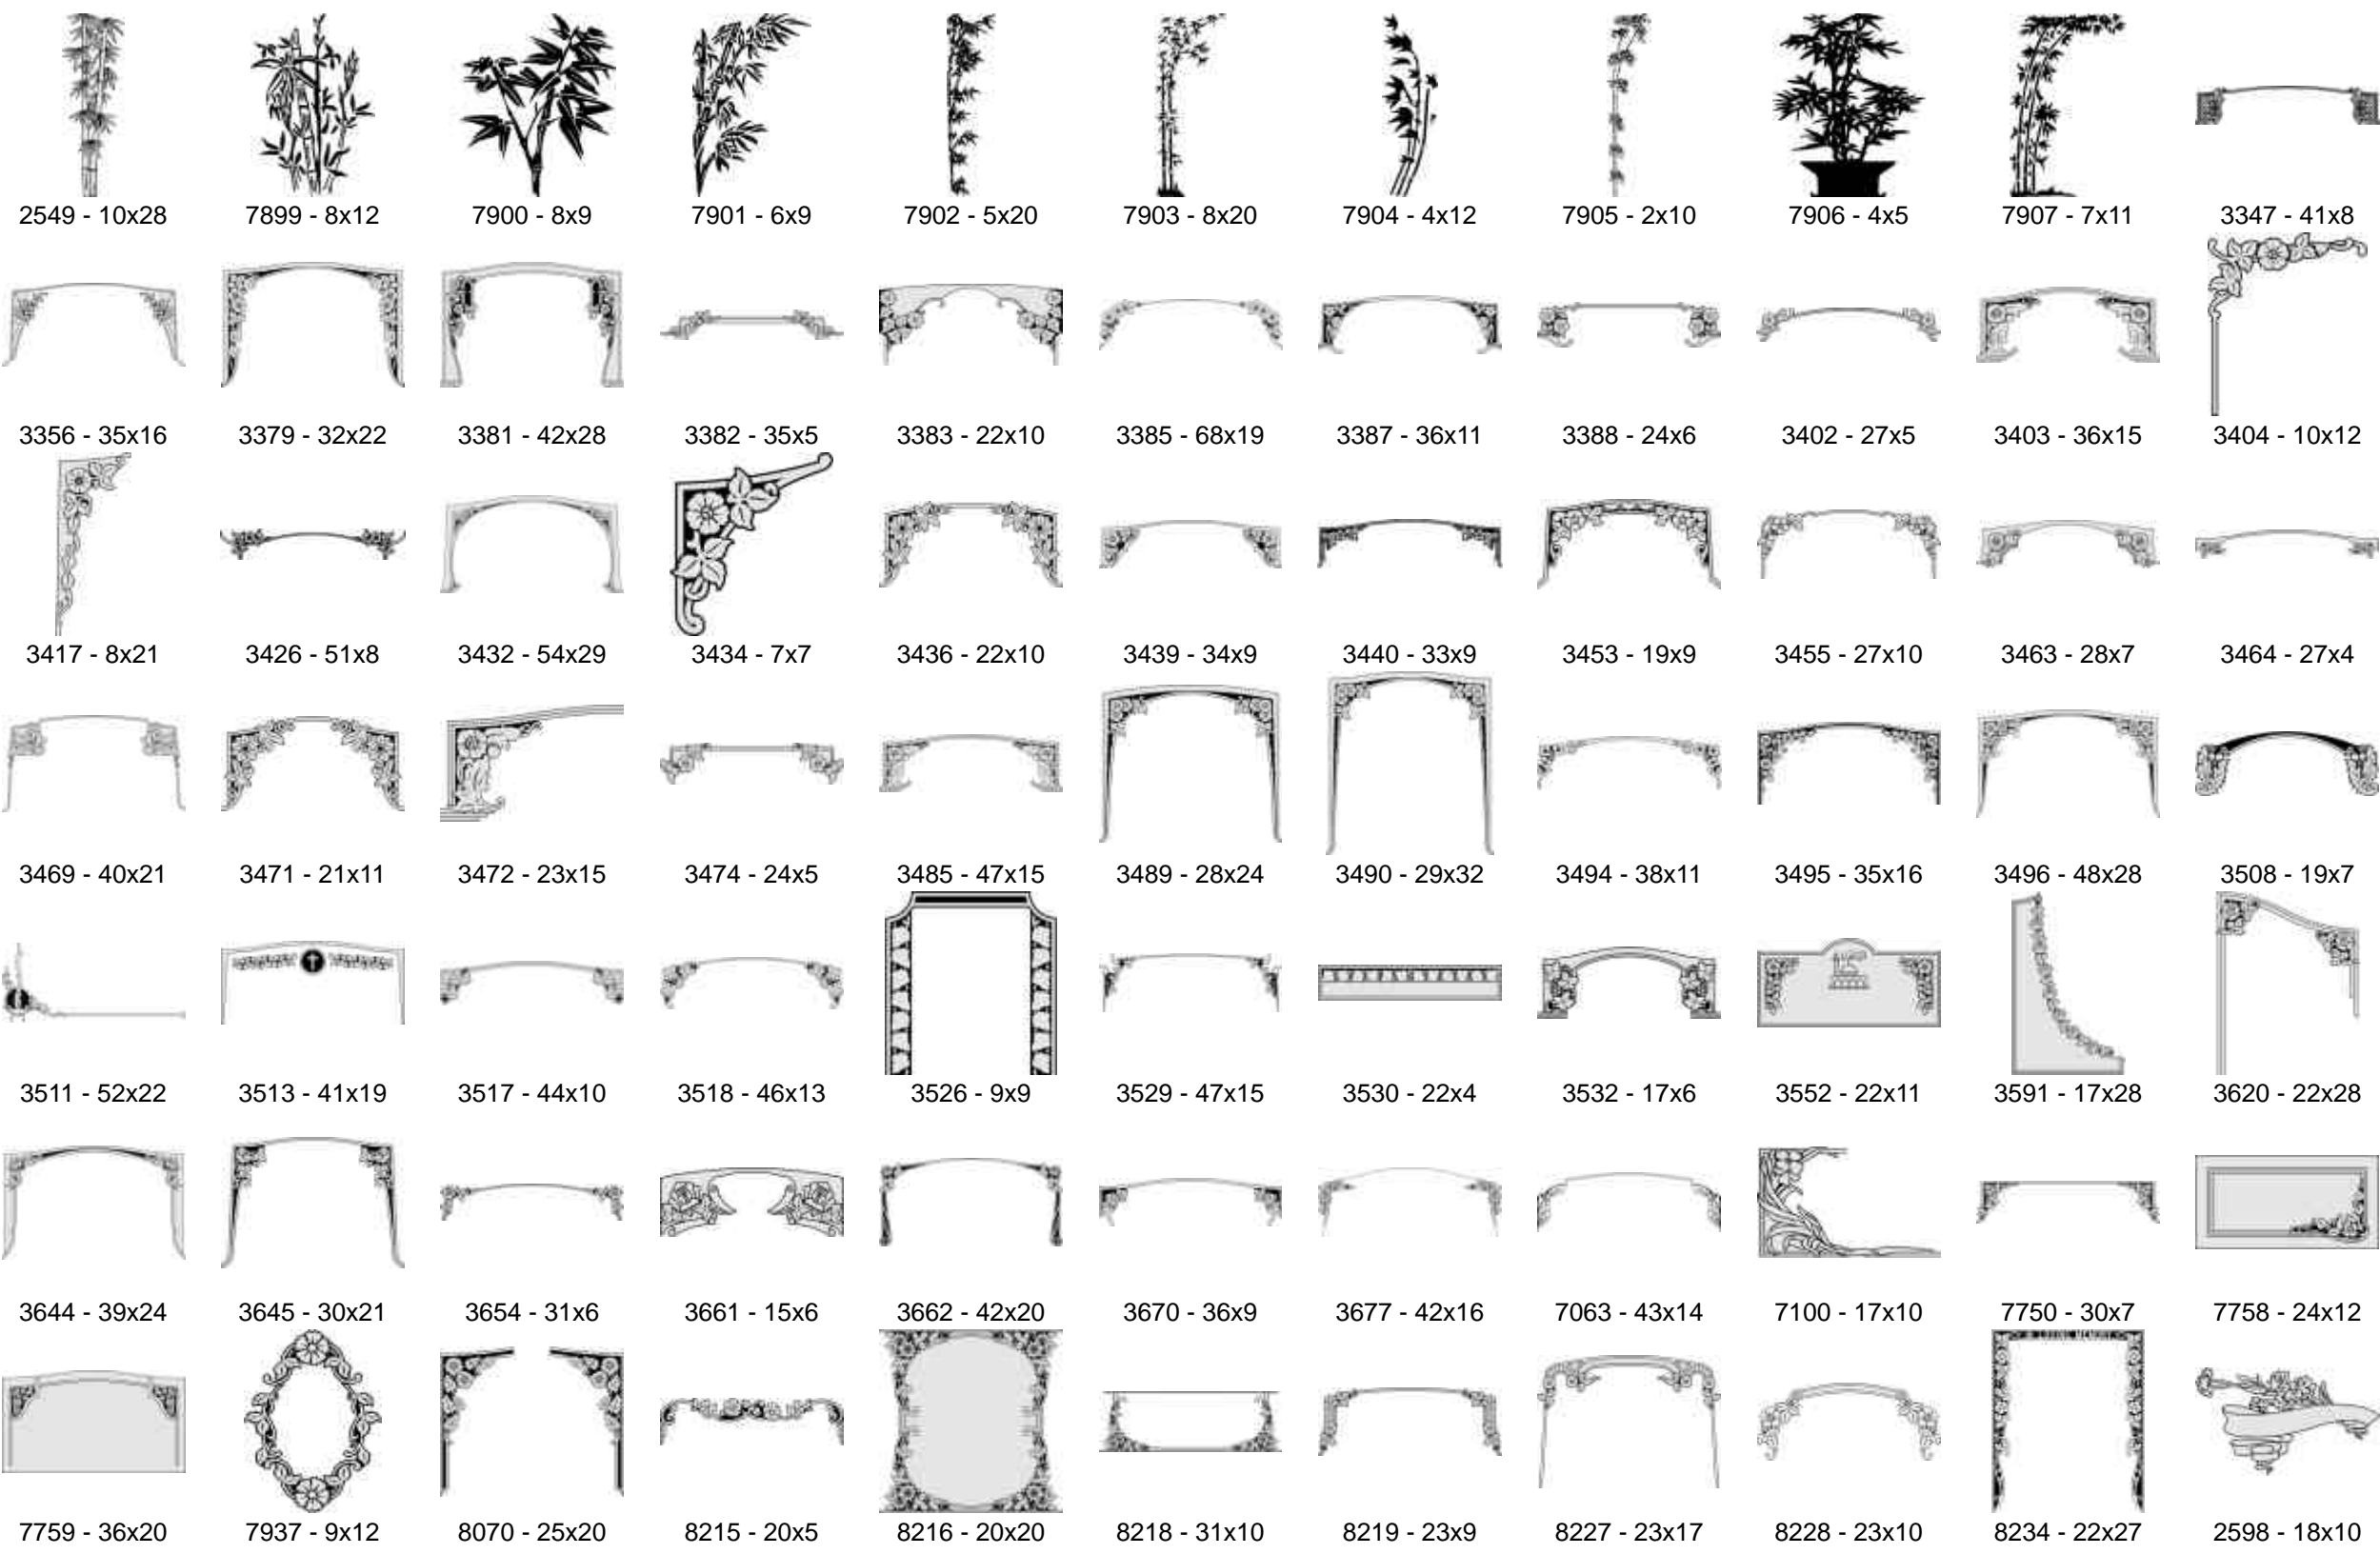 2549 - 10x28 7899 - 8x12 7900 - 8x9 7901 - 6x9 7902 - 5x20 7903 - 8x20 7904 - 4x12 7905 - 2x10 7906 - 4x5 7907 - 7x11 3347 - 41x8
3356 - 35x16 3379 - 32x22 3381 - 42x28 3382 - 35x5 3383 - 22x10 3385 - 68x19 3387 - 36x11 3388 - 24x6 3402 - 27x5 3403 - 36x15 3404 - 10x12
3417 - 8x21 3426 - 51x8 3432 - 54x29 3434 - 7x7 3436 - 22x10 3439 - 34x9 3440 - 33x9 3453 - 19x9 3455 - 27x10 3463 - 28x7 3464 - 27x4
3469 - 40x21 3471 - 21x11 3472 - 23x15 3474 - 24x5 3485 - 47x15 3489 - 28x24 3490 - 29x32 3494 - 38x11 3495 - 35x16 3496 - 48x28 3508 - 19x7
3511 - 52x22 3513 - 41x19 3517 - 44x10 3518 - 46x13 3526 - 9x9 3529 - 47x15 3530 - 22x4 3532 - 17x6 3552 - 22x11 3591 - 17x28 3620 - 22x28
3644 - 39x24 3645 - 30x21 3654 - 31x6 3661 - 15x6 3662 - 42x20 3670 - 36x9 3677 - 42x16 7063 - 43x14 7100 - 17x10 7750 - 30x7 7758 - 24x12
IN LOVING MEMORY
7759 - 36x20 7937 - 9x12 8070 - 25x20 8215 - 20x5 8216 - 20x20 8218 - 31x10 8219 - 23x9 8227 - 23x17 8228 - 23x10 8234 - 22x27 2598 - 18x10